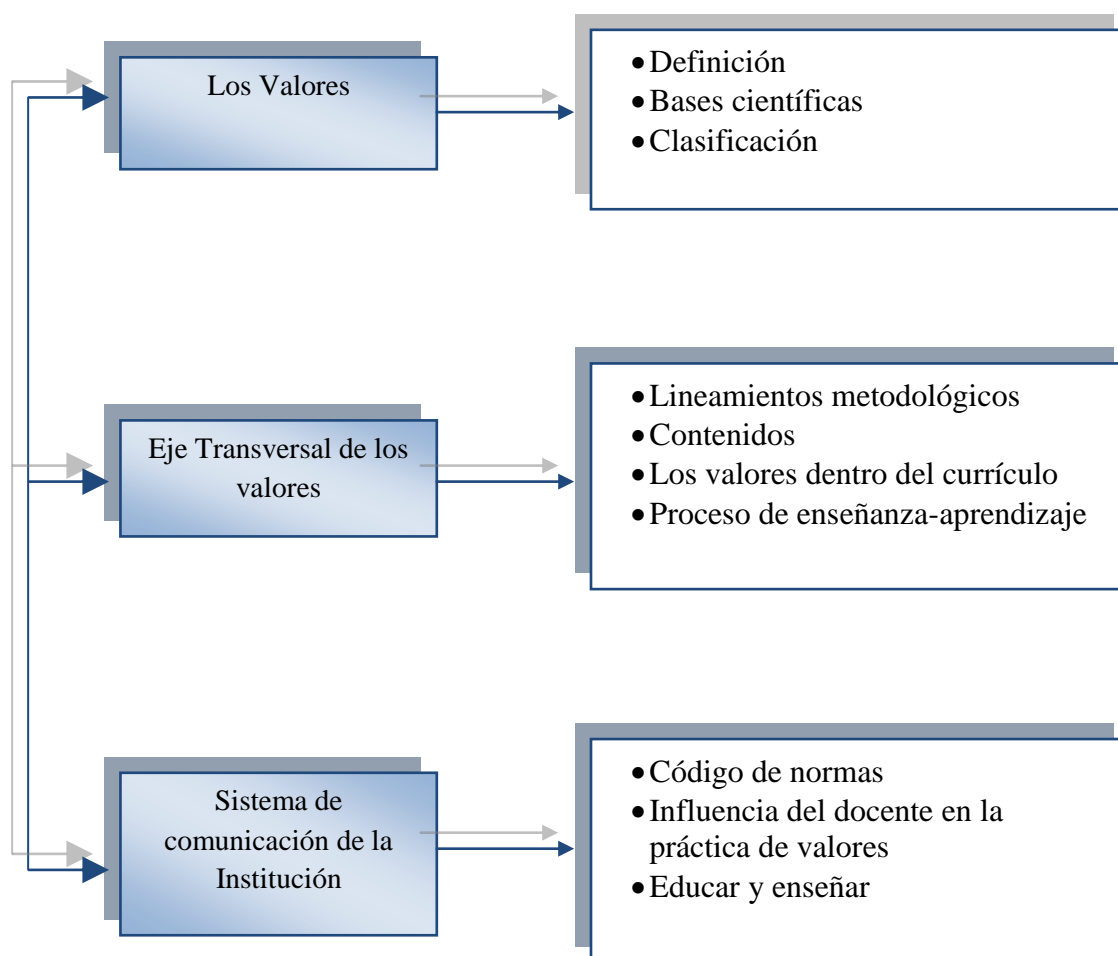 Los Valores
• Definición
• Bases científicas
• Clasificación
Eje Transversal de los
valores
• Lineamientos metodológicos
• Contenidos
• Los valores dentro del currículo
• Proceso de enseñanza-aprendizaje
Sistema de
comunicación de la
Institución
• Código de normas
• Influencia del docente en la
práctica de valores
• Educar y enseñar